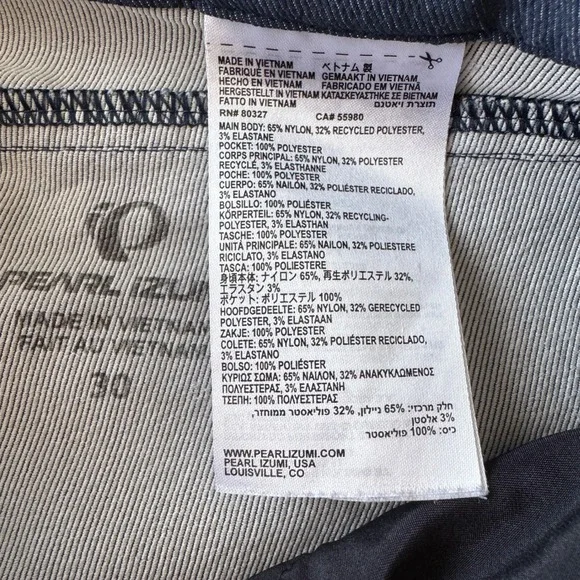 MADE IN VIETNAM ベトナム 製
FABRIQUÉ EN VIETNAM GEMAAKT IN VIETNAM
HECHO EN VIETNAM FABRICADO EM VIETNÃ
HERGESTELLT IN VIETNAM ΚΑΤΑΣΚΕΥΑΣΤΗΚΕ ΣΕ ΒΙΕΤΝΑΜ
FATTO IN VIETNAM תוצרת ויאטנם
RN# 80327 CA# 55980
MAIN BODY: 65% NYLON, 32% RECYCLED POLYESTER,
3% ELASTANE
POCKET: 100% POLYESTER
CORPS PRINCIPAL: 65% NYLON, 32% POLYESTER
RECYCLÉ, 3% ÉLASTHANNE
POCHE : 100% POLYESTER
CUERPO: 65% NAILÓN, 32% POLIÉSTER RECICLADO,
3% ELASTANO
BOLSILLO: 100% POLIÉSTER
KÖRPERTEIL: 65% NYLON, 32% RECYCLING-
POLYESTER, 3% ELASTHAN
TASCHE: 100% POLYESTER
UNITÀ PRINCIPALE: 65% NAILON, 32% POLIESTERE
RICICLATO, 3% ELASTANO
TASCA: 100% POLIESTERE
身頃本体: ナイロン 65%, 再生ポリエステル 32%,
エラスタン 3%
ポケット: ポリエステル 100%
HOOFDGEDEELTE: 65% NYLON, 32% GERECYCLED
POLYESTER, 3% ELASTAAN
ZAKJE: 100% POLYESTER
COLETE: 65% NYLON, 32% POLIÉSTER RECICLADO,
3% ELASTANO
BOLSO: 100% POLIÉSTER
ΚΥΡΙΩΣ ΣΩΜΑ: 65% ΝΑΪΛΟΝ, 32% ΑΝΑΚΥΚΛΩΜΕΝΟΣ
ΠΟΛΥΕΣΤΕΡΑΣ, 3% ΕΛΑΣΤΑΝΗ
ΤΣΕΠΗ: 100% ΠΟΛΥΕΣΤΕΡΑΣ
חלק מרכזי: 65% ניילון, 32% פוליאסטר ממוחזר,
3% אלסטן
כיס: 100% פוליאסטר
WWW.PEARLIZUMI.COM
PEARL IZUMI, USA
LOUISVILLE, CO
PEARL IZUMI
MADE IN VIETNAM